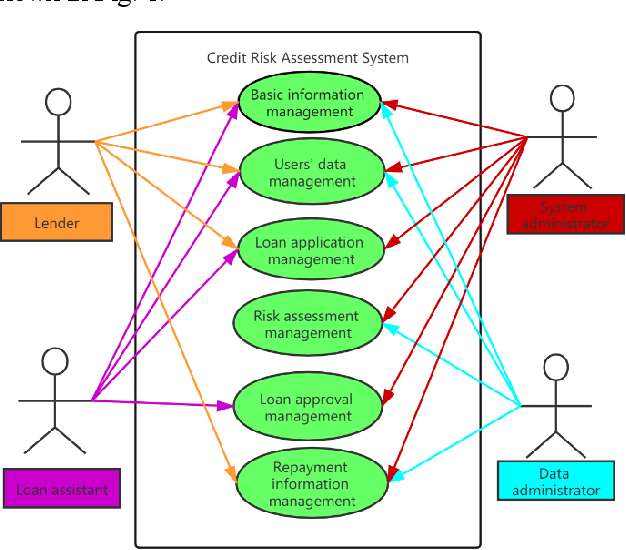 Credit Risk Assessment System
Basic information
management
Users' data
management
Lender
System
administrator
Loan application
management
Risk assessment
management
Loan approval
management
Repayment
information
management
Loan assistant
Data
administrator